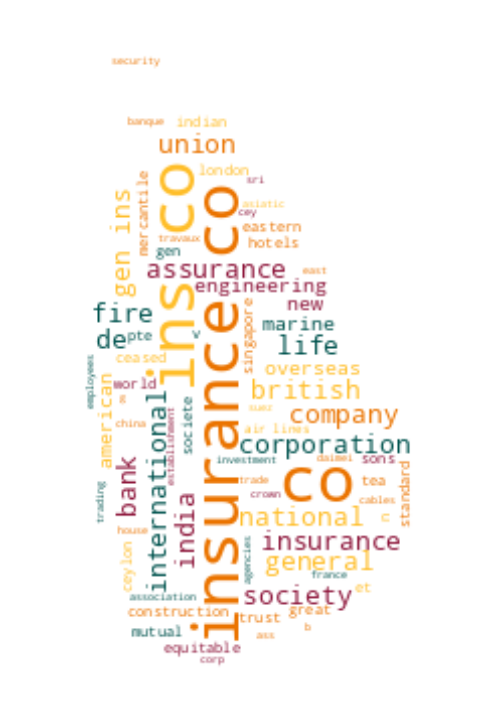 security
banque
indian
union
london
sri
ins co
insurance co
mercantile
gen ins
asiatic
cey
eastern
travaux
hotels
gen
assurance
east
engineering
new
fire
singapore
marine
de
pte
life
ceased
overseas
employees
world
british
american
suez
company
china
societe
establishment
international
air lines
corporation
investment
daimei
sons
bank
co
trade
tea
standard
crown
cables
trading
india
national
c
house
insurance
ceylon
agencies
general
france
et
association
society
construction
trust
great
b
mutual
ass
equitable
corp